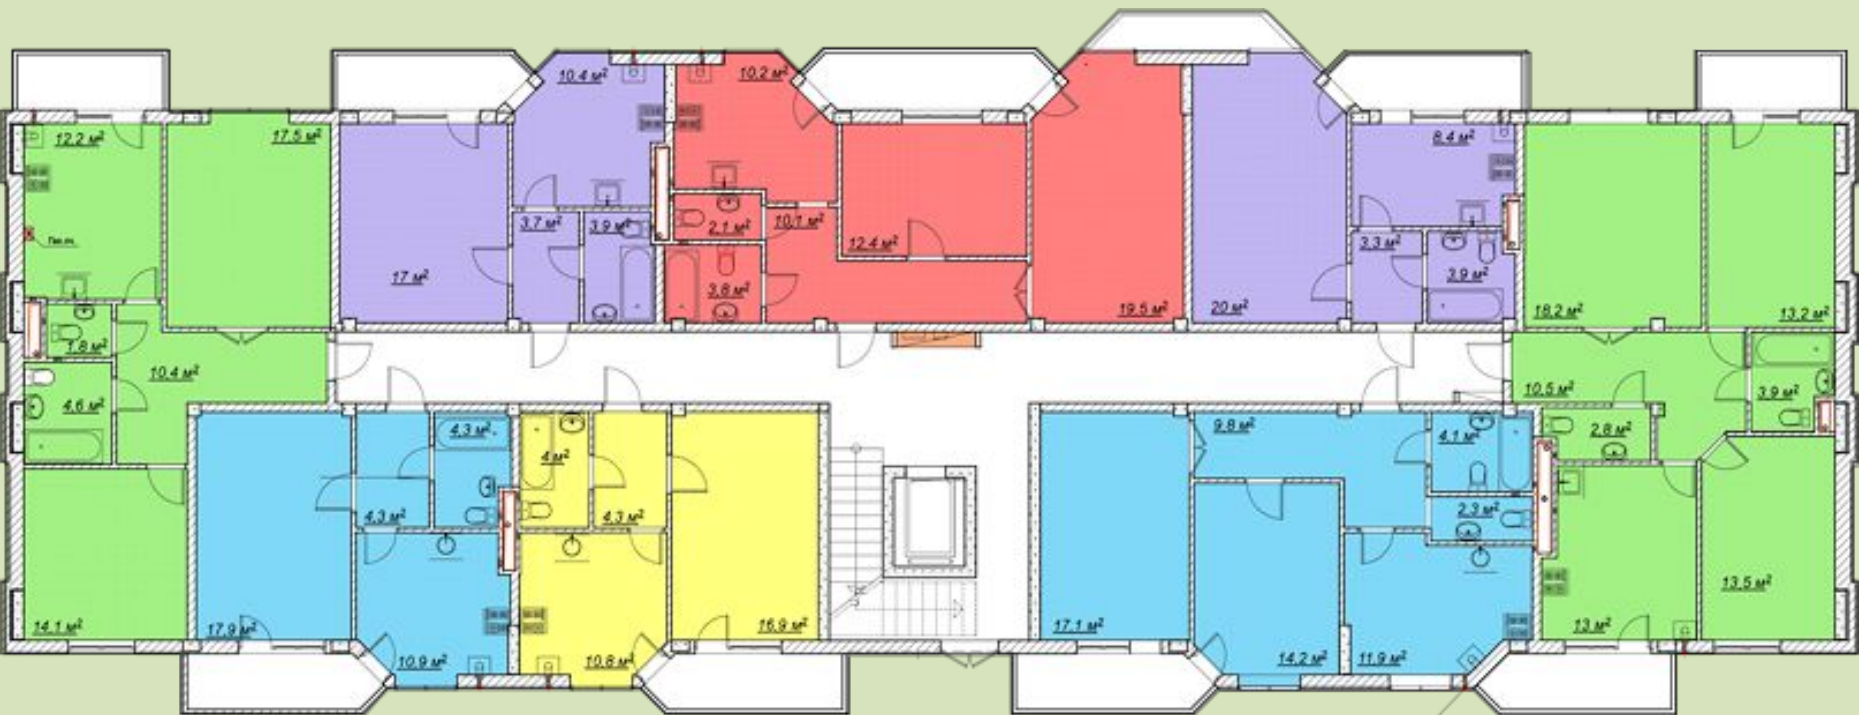 10.4 м²
10,2 м²
12.2 м²
17.5 м²
8.4 м²
3.7 м²
3.9 м²
2,1 м²
10,1 м²
12.4 м²
3,3 м²
3.9 м²
17 м²
3,8 м²
19.5 м²
20 м²
18.2 м²
13.2 м²
1,8 м²
10.4 м²
4,6 м²
10,5 м²
3.9 м²
4,3 м²
4 м²
9,8 м²
4.1 м²
2,8 м²
4,3 м²
4.3 м²
2,3 м²
14.1 м²
17.9 м²
10,9 м²
10,8 м²
16.9 м²
17.1 м²
14.2 м²
11.9 м²
13 м²
13,5 м²